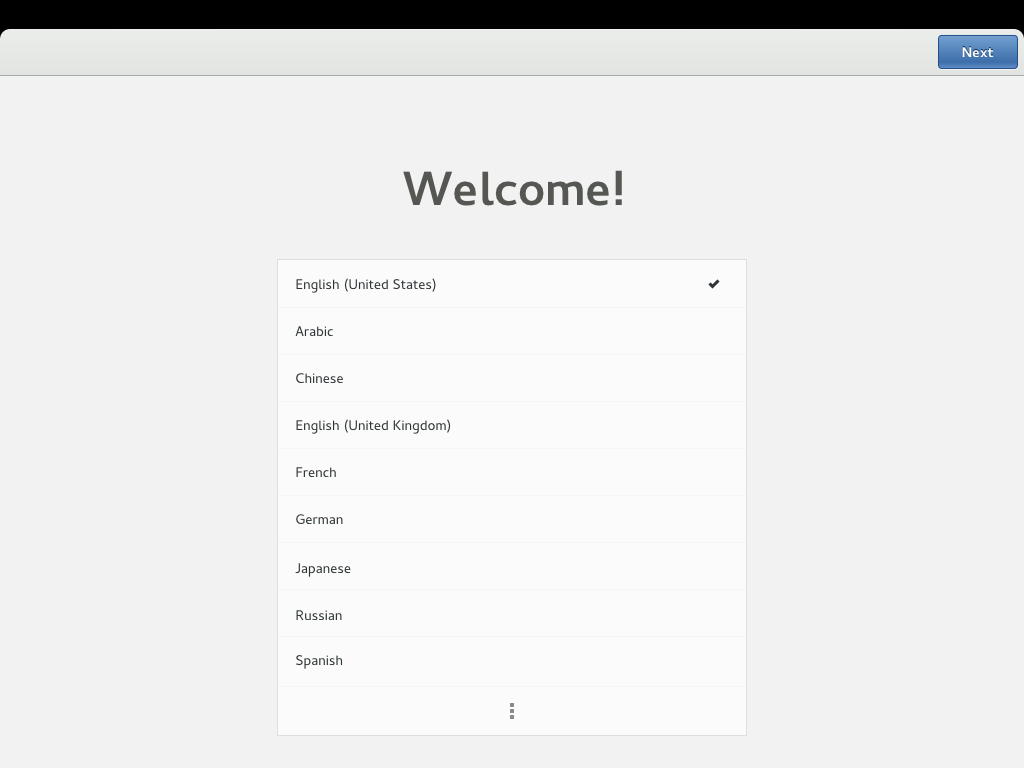 Next
Welcome!
English (United States)
Arabic
Chinese
English (United Kingdom)
French
German
Japanese
Russian
Spanish